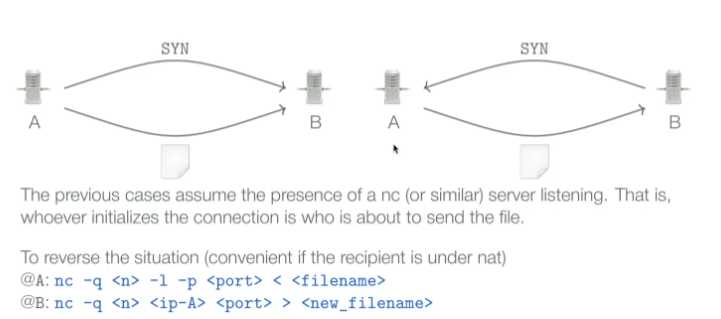 SYN
SYN
A
B
A
B
The previous cases assume the presence of a nc (or similar) server listening. That is,
whoever initializes the connection is who is about to send the file.
To reverse the situation (convenient if the recipient is under nat)
@A: nc -q <n> -l -p <port> < <filename>
@B: nc -q <n> <ip-A> <port> > <new_filename>